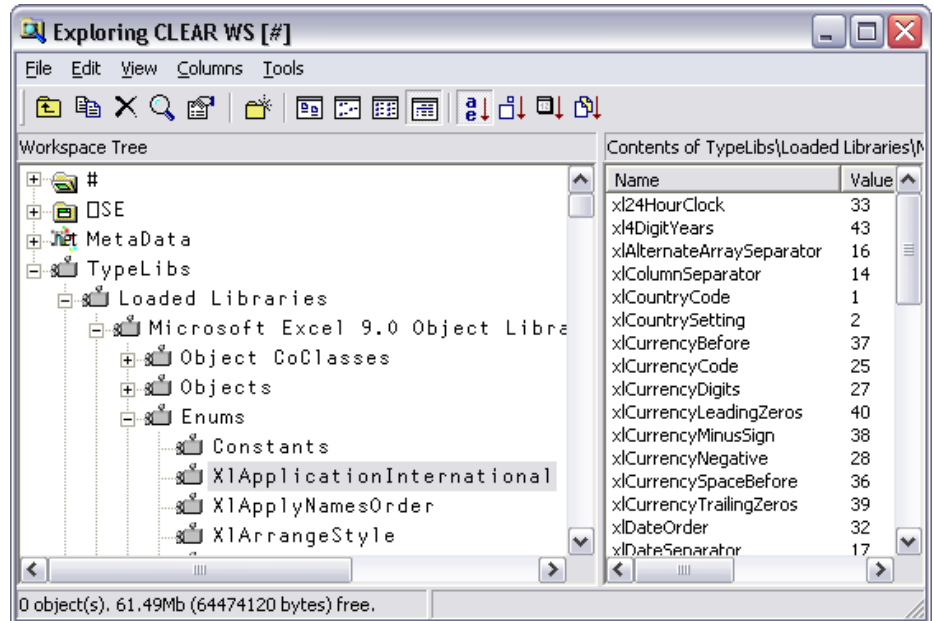 Exploring CLEAR WS [#]
File Edit View Columns Tools
Workspace Tree
#
⎕SE
MetaData
TypeLibs
Loaded Libraries
Microsoft Excel 9.0 Object Libra
Object CoClasses
Objects
Enums
Constants
XlApplicationInternational
XlApplyNamesOrder
XlArrangeStyle
Contents of TypeLibs\Loaded Libraries\M
Name Value
xl24HourClock 33
xl4DigitYears 43
xlAlternateArraySeparator 16
xlColumnSeparator 14
xlCountryCode 1
xlCountrySetting 2
xlCurrencyBefore 37
xlCurrencyCode 25
xlCurrencyDigits 27
xlCurrencyLeadingZeros 40
xlCurrencyMinusSign 38
xlCurrencyNegative 28
xlCurrencySpaceBefore 36
xlCurrencyTrailingZeros 39
xlDateOrder 32
xlDateSeparator 17
0 object(s). 61.49Mb (64474120 bytes) free.